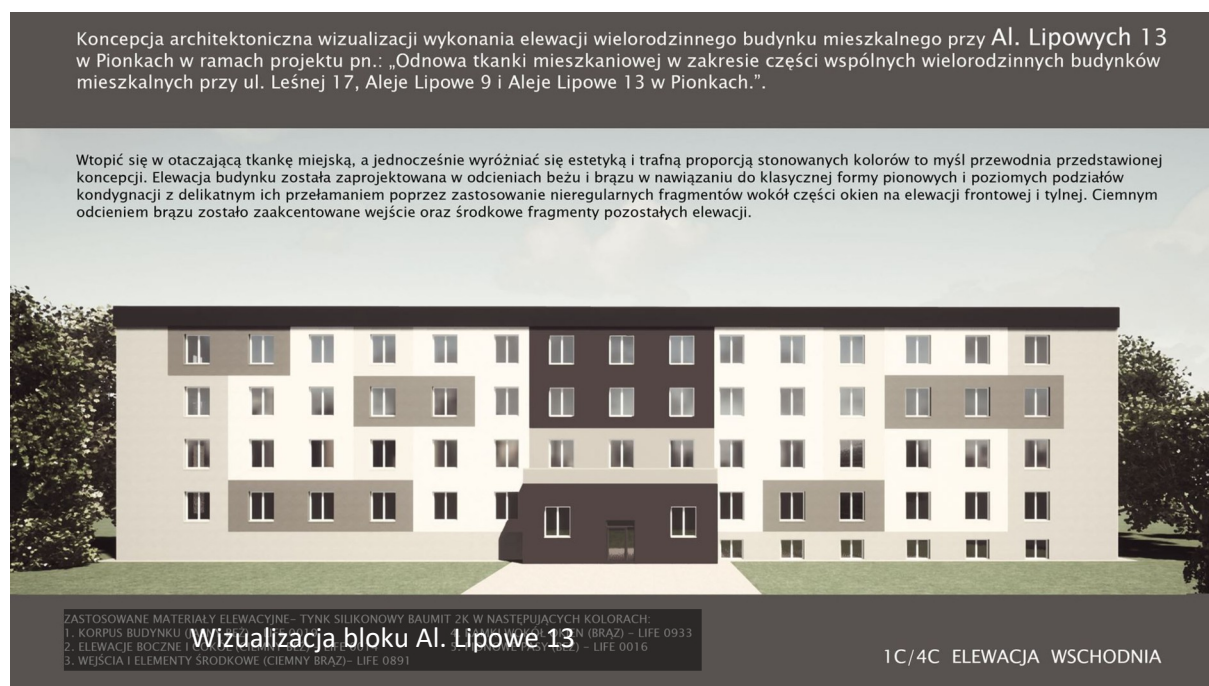 Koncepcja architektoniczna wizualizacji wykonania elewacji wielorodzinnego budynku mieszkalnego przy Al. Lipowych 13
w Pionkach w ramach projektu pn.: „Odnowa tkanki mieszkaniowej w zakresie części wspólnych wielorodzinnych budynków
mieszkalnych przy ul. Leśnej 17, Aleje Lipowe 9 i Aleje Lipowe 13 w Pionkach.”.
Wtopić się w otaczającą tkankę miejską, a jednocześnie wyróżniać się estetyką i trafną proporcją stonowanych kolorów to myśl przewodnia przedstawionej
koncepcji. Elewacja budynku została zaprojektowana w odcieniach beżu i brązu w nawiązaniu do klasycznej formy pionowych i poziomych podziałów
kondygnacji z delikatnym ich przełamaniem poprzez zastosowanie nieregularnych fragmentów wokół części okien na elewacji frontowej i tylnej. Ciemnym
odcieniem brązu zostało zaakcentowane wejście oraz środkowe fragmenty pozostałych elewacji.
ZASTOSOWANE MATERIAŁY ELEWACYJNE– TYNK SILIKONOWY BAUMIT 2K W NASTĘPUJĄCYCH KOLORACH:
1. KORPUS BUDYNKU (BRĄZ) – LIFE 0933
2. ELEWACJE BOCZNE I – LIFE 0016
3. WEJŚCIA I ELEMENTY ŚRODKOWE (CIEMNY BRĄZ)– LIFE 0891
Wizualizacja bloku Al. Lipowe 13
1C/4C ELEWACJA WSCHODNIA